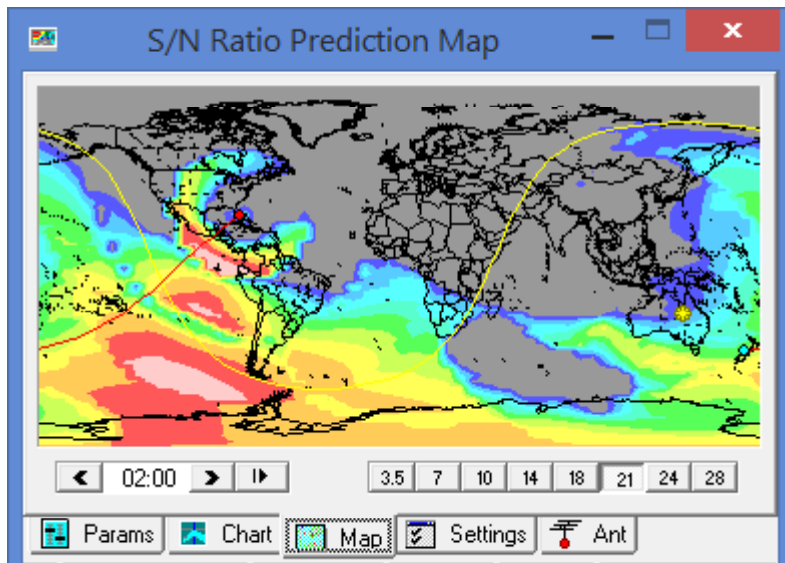 S/N Ratio Prediction Map
02:00 3.5 7 10 14 18 21 24 28
Params Chart Map Settings Ant